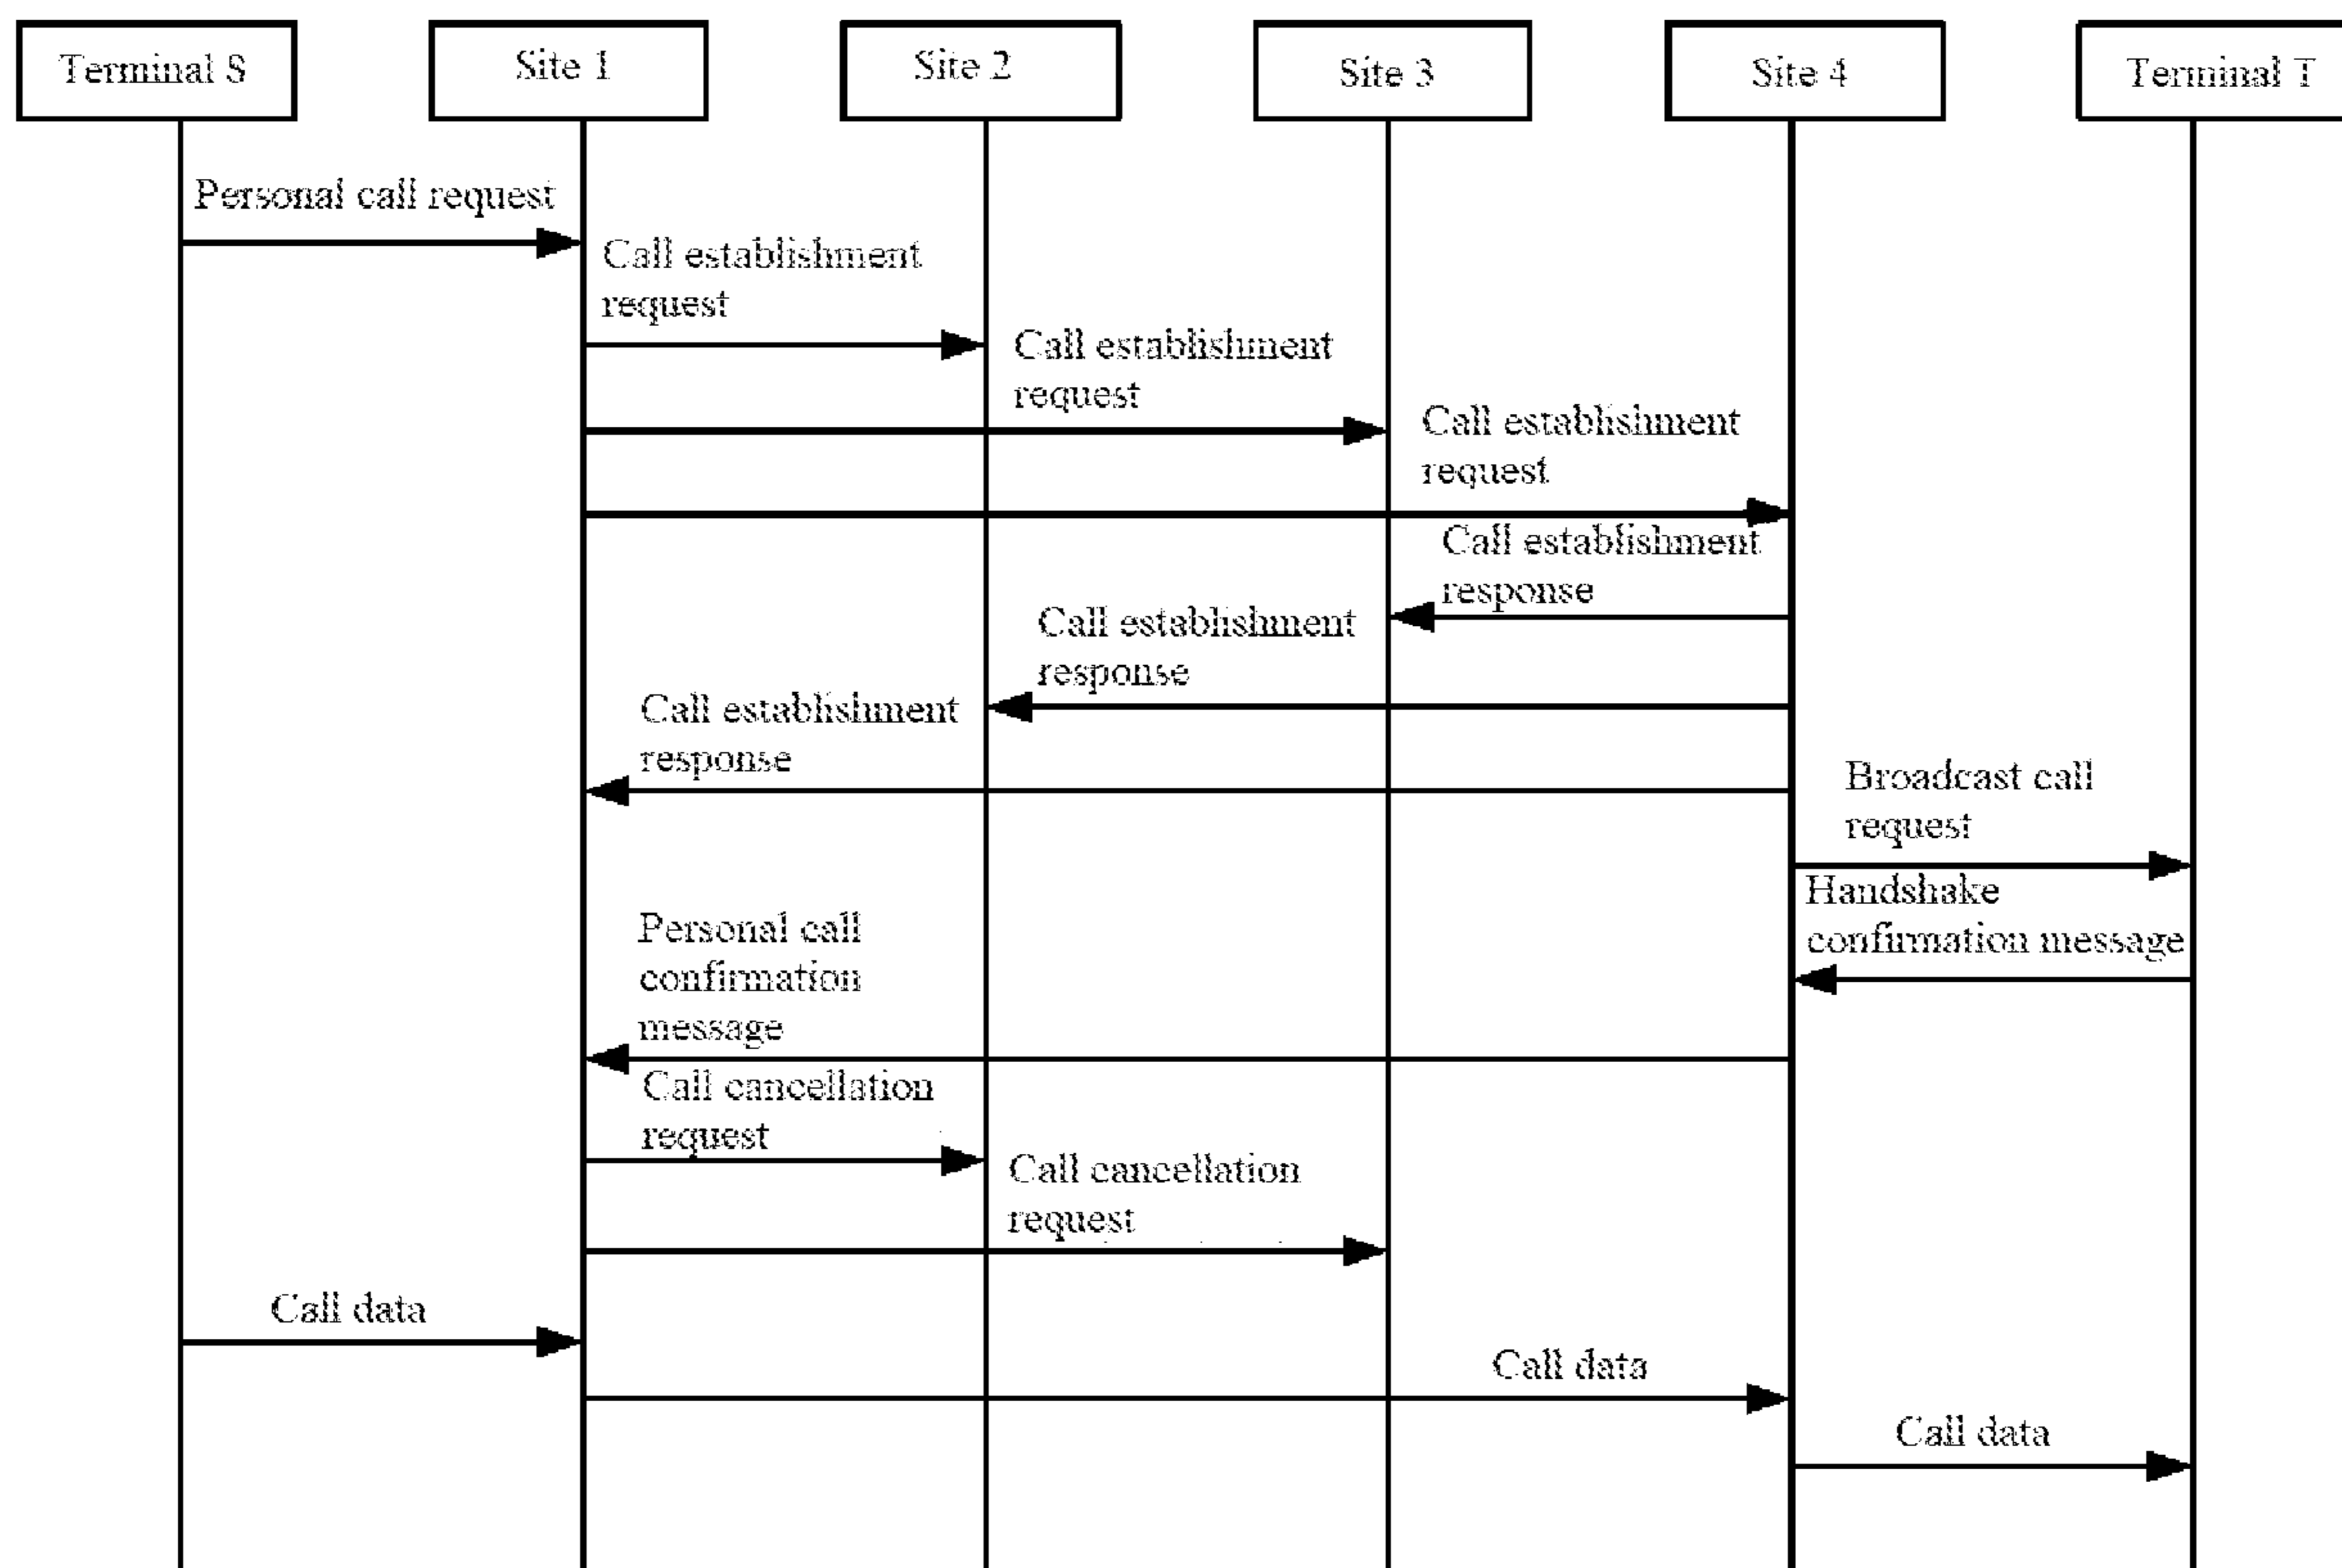 Terminal S
Site 1
Site 2
Site 3
Site 4
Terminal T
Personal call request
Call establishment
request
Call establishment
request
Call establishment
request
Call establishment
response
Call establishment
response
Call establishment
response
Broadcast call
request
Handshake
confirmation message
Personal call
confirmation
message
Call cancellation
request
Call cancellation
request
Call data
Call data
Call data